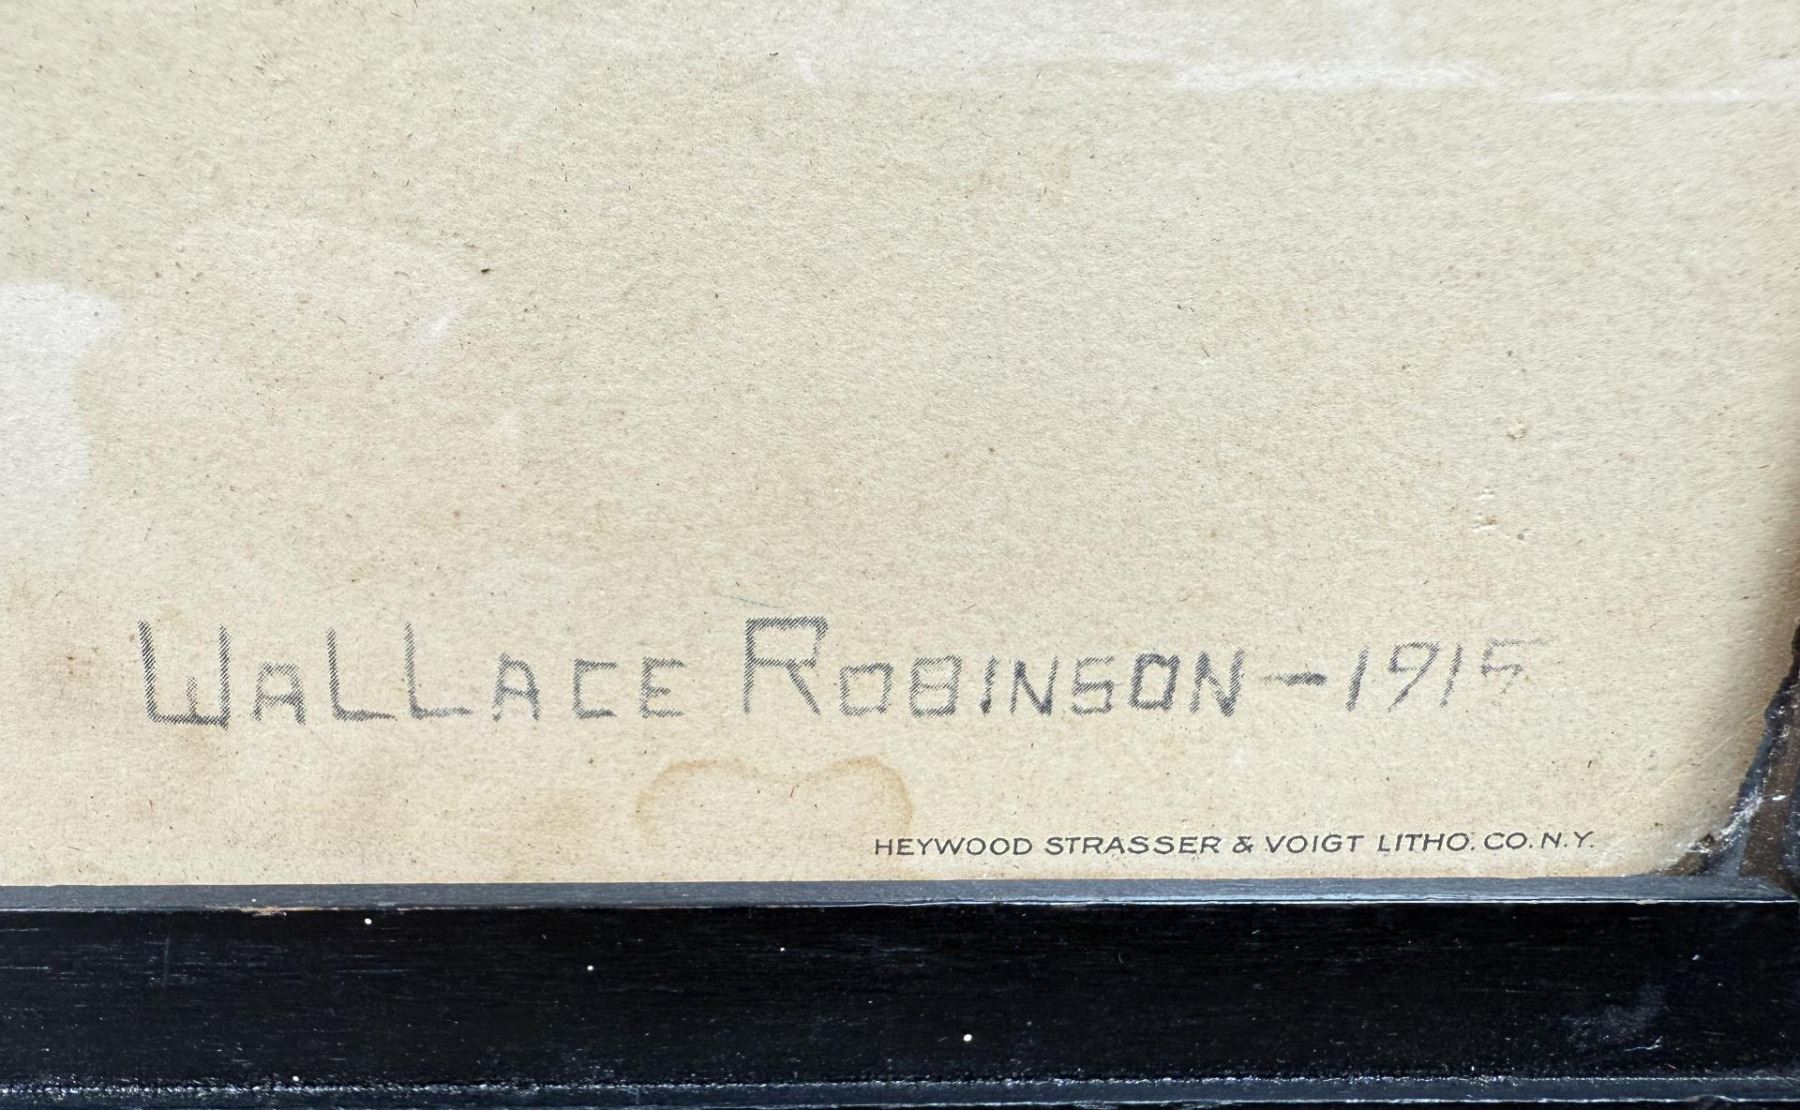 WALLACE ROBINSON-1915
HEYWOOD STRASSER & VOIGT LITHO. CO. N.Y.